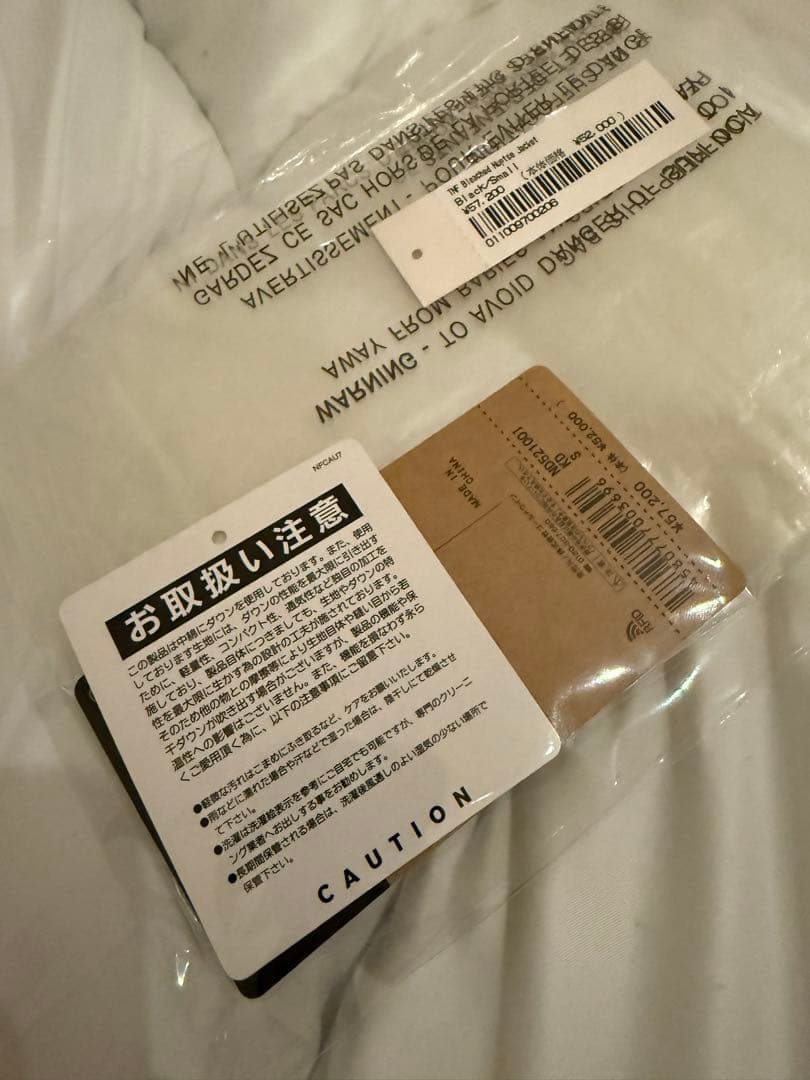 TNF Bleached Nuptse Jacket
Black/Small
¥57,200 (本体価格 ¥52,000)
011009700206
WARNING - TO AVOID DANGER OF
AWAY FROM BABIES
AVERTISSEMENT - POUR EVITER
GARDEZ CE SAC HORS DE LA PORTEE DES
PAS DANS
NFCAU7
お取扱い注意
この製品は中綿にダウンを使用しております。また、使用
しております生地には、ダウンの性能を最大限に引き出す
ために、軽量性、コンパクト性、通気性など独自の加工を
施しており、製品自体につきましても、生地やダウンの特
性を最大限に生かす為の設計の工夫が施されております。
そのため他の物との摩擦等により生地自体や縫い目から若
干ダウンが吹き出す場合がございますが、製品の機能や保
温性への影響はございません。また、機能を損なわず永ら
くご愛用頂く為に、以下の注意事項にご留意下さい。
●軽微な汚れはこまめにふき取るなど、ケアをお願いいたします。
●雨などに濡れた場合や汗などで湿った場合は、陰干しにて乾燥させ
て下さい。
●洗濯は洗濯絵表示を参考にご自宅でも可能ですが、専門のクリーニ
ング業者へお出しする事をお勧めします。
●長期間保管される場合は、洗濯後風通しのよい湿気の少ない場所で
保管下さい。
CAUTION
MADE IN
CHINA
ND52100I
S KD
¥57,200 (本体 ¥52,000)
RFID